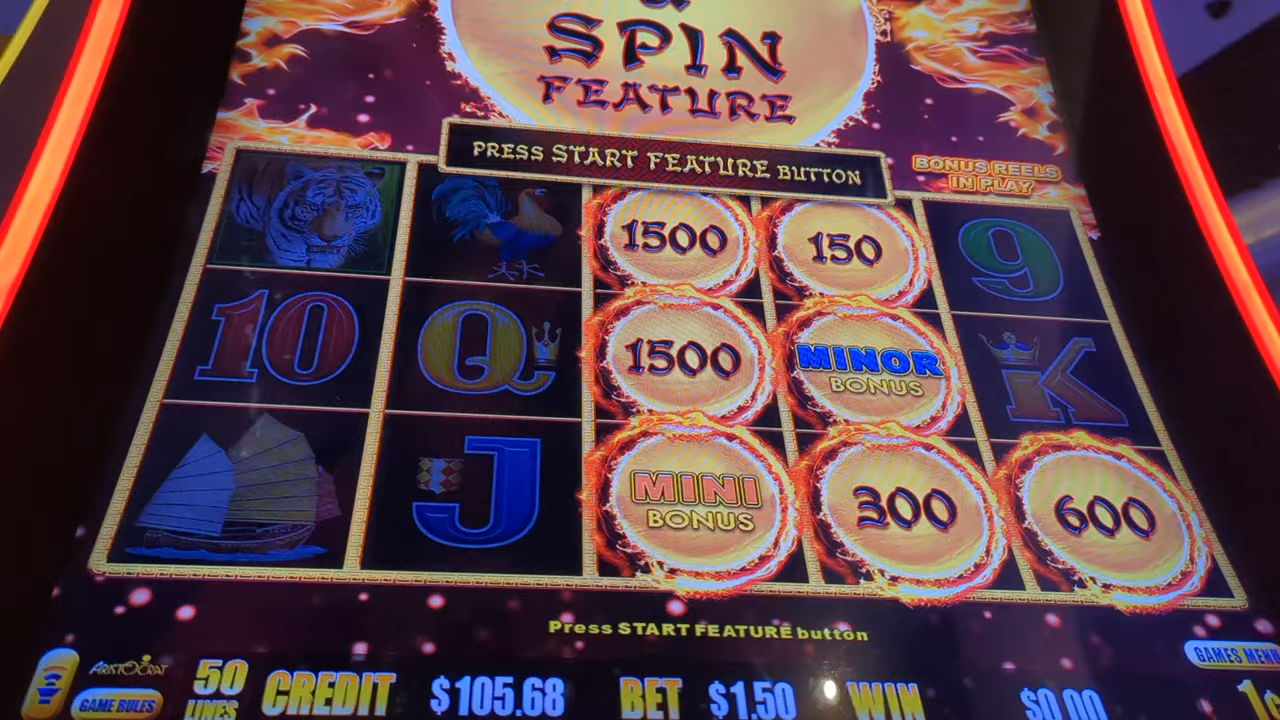 &
SPIN
FEATURE
PRESS START FEATURE BUTTON
BONUS REELS
IN PLAY
1500
150
9
10
Q
1500
MINOR
BONUS
K
J
MINI
BONUS
300
600
Press START FEATURE button
ARISTOCRAT
GAME RULES
50
LINES
CREDIT
$105.68
BET
$1.50
WIN
$0.00
GAMES MENU
1¢